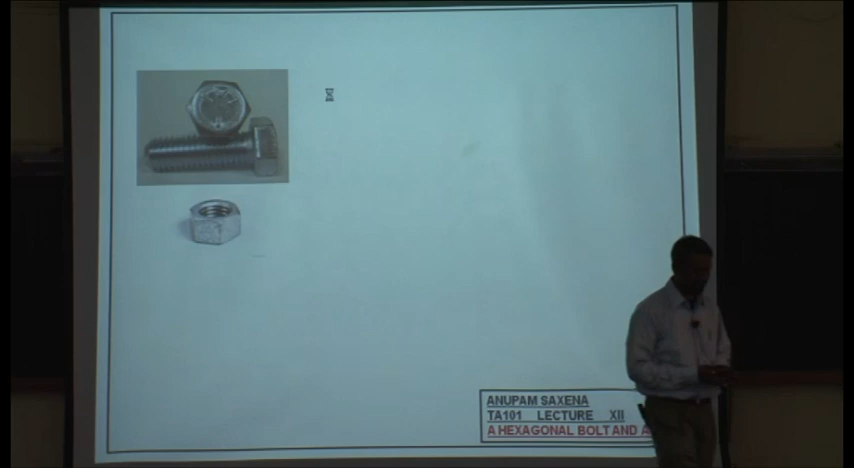 ANUPAM SAXENA
TA101 LECTURE XII
A HEXAGONAL BOLT AND A